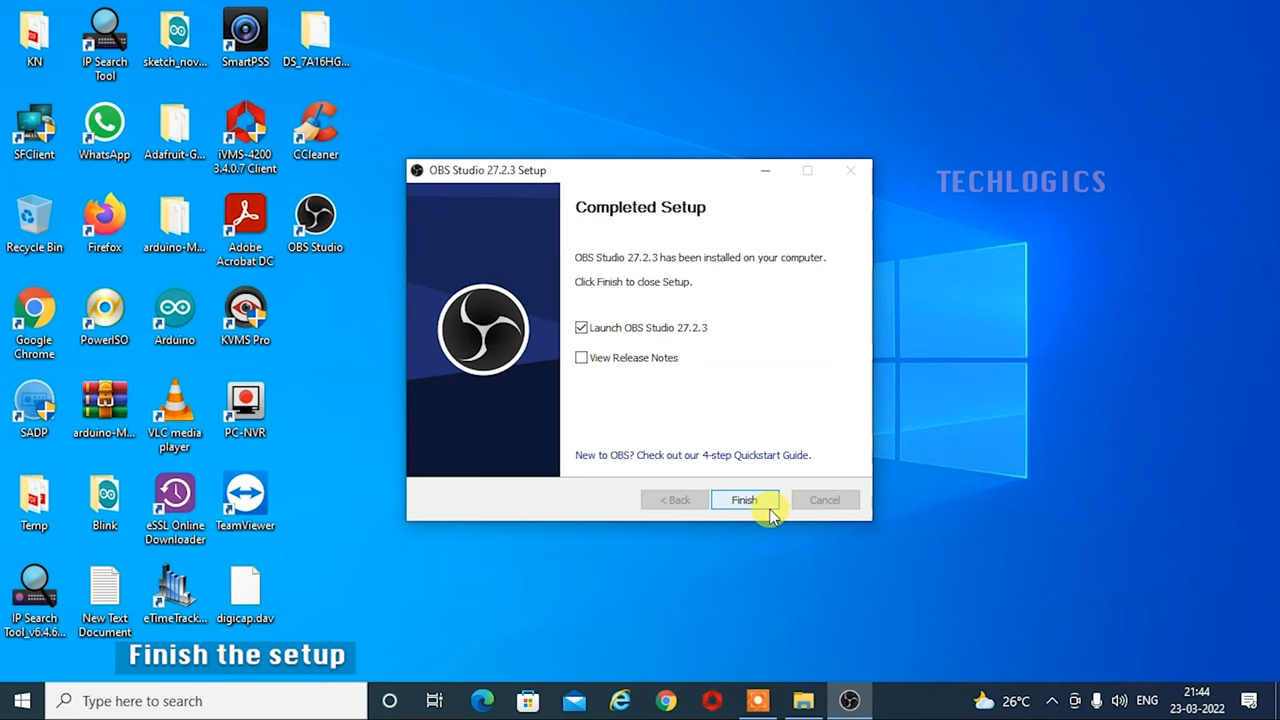 KN
IP Search
Tool
sketch_nov...
SmartPSS
DS_7A16HG...
SFClient
WhatsApp
Adafruit-G...
iVMS-4200
3.4.0.7 Client
CCleaner
Recycle Bin
Firefox
arduino-M...
Adobe
Acrobat DC
OBS Studio
Google
Chrome
PowerISO
Arduino
KVMS Pro
SADP
arduino-M...
VLC media
player
PC-NVR
Temp
Blink
eSSL Online
Downloader
TeamViewer
IP Search
Tool_v6.4.6...
New Text
Document
eTimeTrack...
digicap.dav
OBS Studio 27.2.3 Setup
Completed Setup
OBS Studio 27.2.3 has been installed on your computer.
Click Finish to close Setup.
Launch OBS Studio 27.2.3
View Release Notes
New to OBS? Check out our 4-step Quickstart Guide.
< Back
Finish
Cancel
TECHLOGICS
Finish the setup
Type here to search
26°C
ENG
21:44
23-03-2022